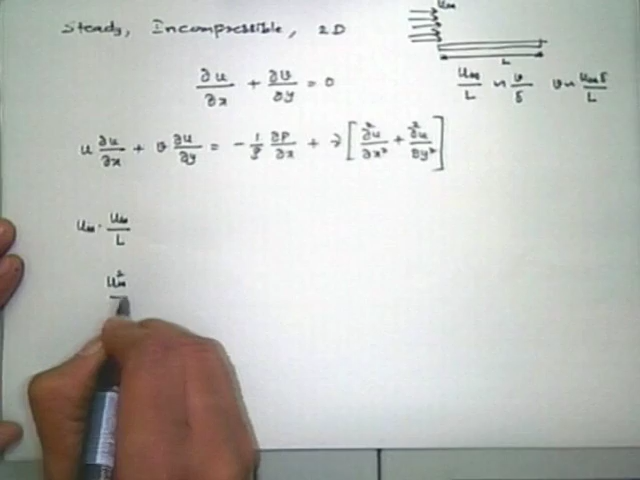 Steady, Incompressible, 2D
u∞
L
∂u/∂x + ∂v/∂y = 0
u∞/L ~ v/δ   v ~ u∞δ/L
u ∂u/∂x + v ∂u/∂y = -1/ρ ∂P/∂x + ν [∂²u/∂x² + ∂²u/∂y²]
u∞ · u∞/L
u∞²